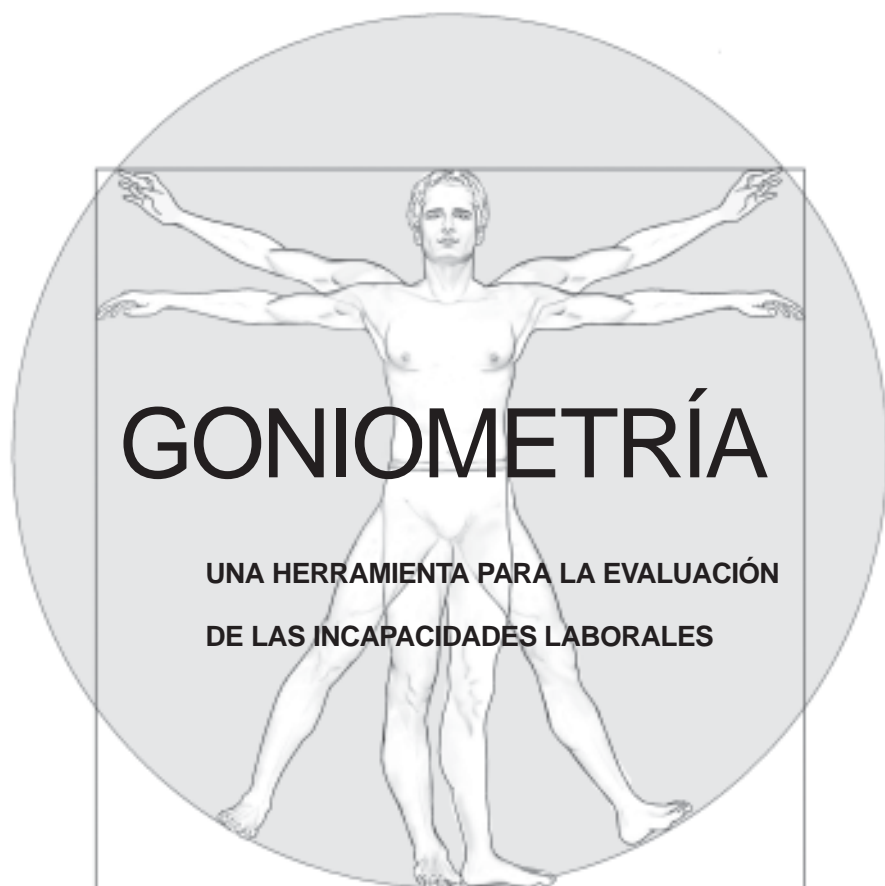 GONIOMETRÍA
UNA HERRAMIENTA PARA LA EVALUACIÓN
DE LAS INCAPACIDADES LABORALES